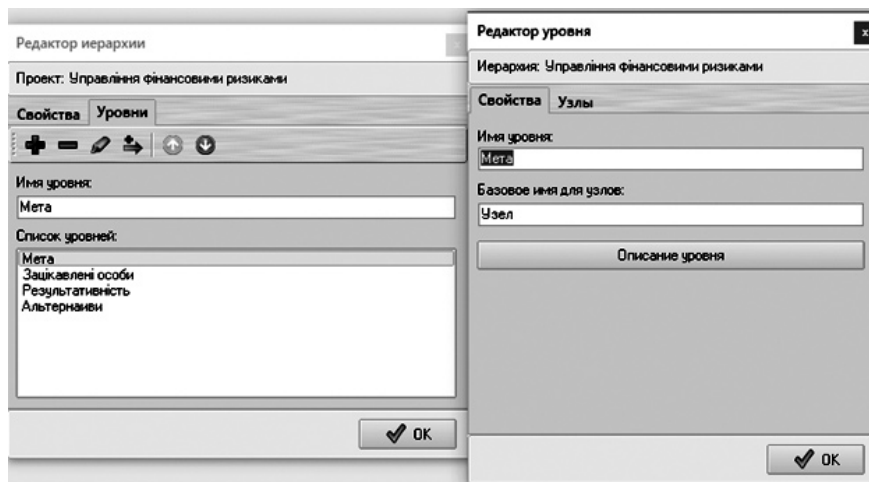 Редактор иерархии
x
Проект: Управління фінансовими ризиками
Свойства Уровни
Имя уровня:
Мета
Список уровней:
Мета
Зацікавлені особи
Результативність
Альтернаиви
OK
Редактор уровня
x
Иерархия: Управління фінансовими ризиками
Свойства Узлы
Имя уровня:
Мета
Базовое имя для узлов:
Узел
Описание уровня
OK